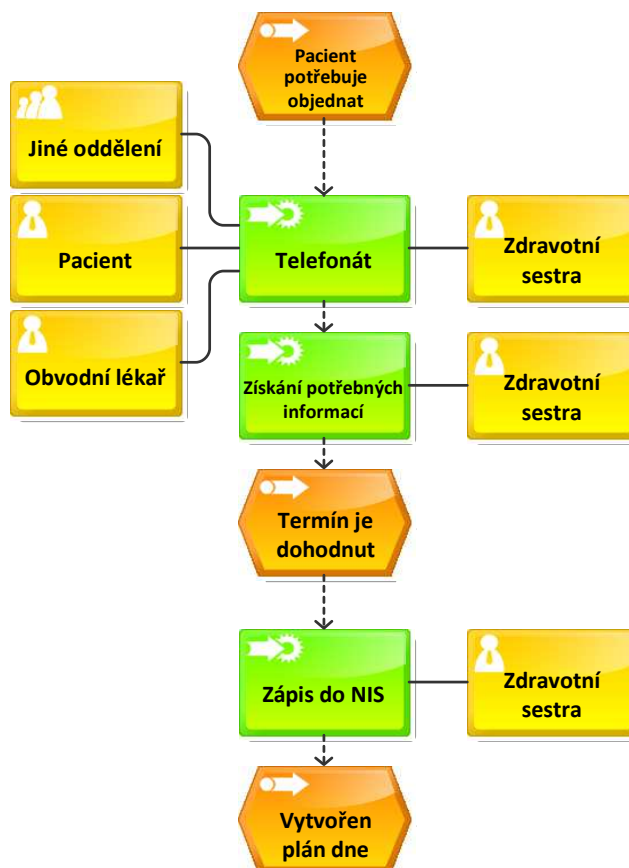 Pacient
potřebuje
objednat
Jiné oddělení
Pacient
Telefonát
Zdravotní
sestra
Obvodní lékař
Získání potřebných
informací
Zdravotní
sestra
Termín je
dohodnut
Zápis do NIS
Zdravotní
sestra
Vytvořen
plán dne